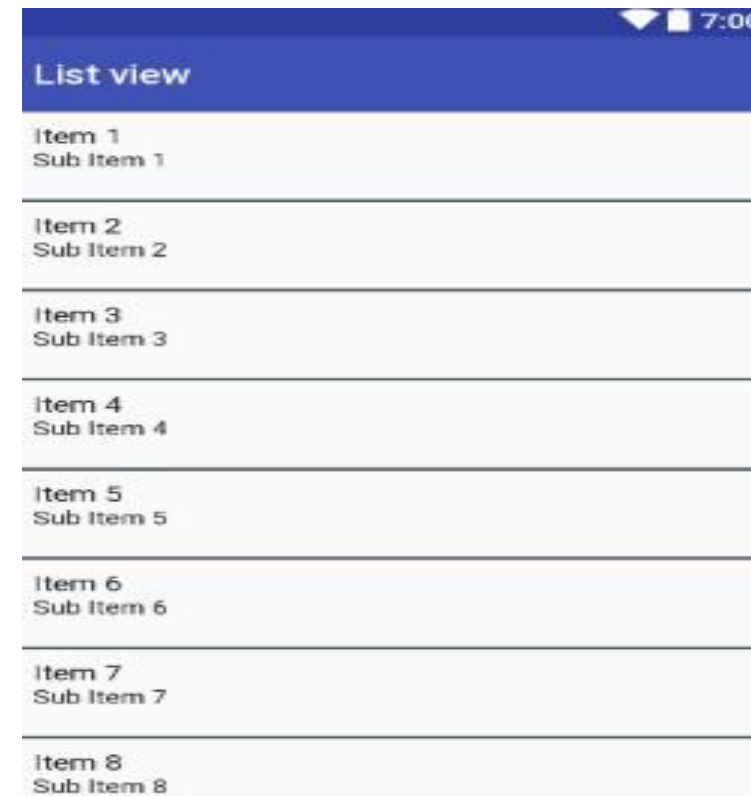 7:00
List view
Item 1
Sub Item 1
Item 2
Sub Item 2
Item 3
Sub Item 3
Item 4
Sub Item 4
Item 5
Sub Item 5
Item 6
Sub Item 6
Item 7
Sub Item 7
Item 8
Sub Item 8